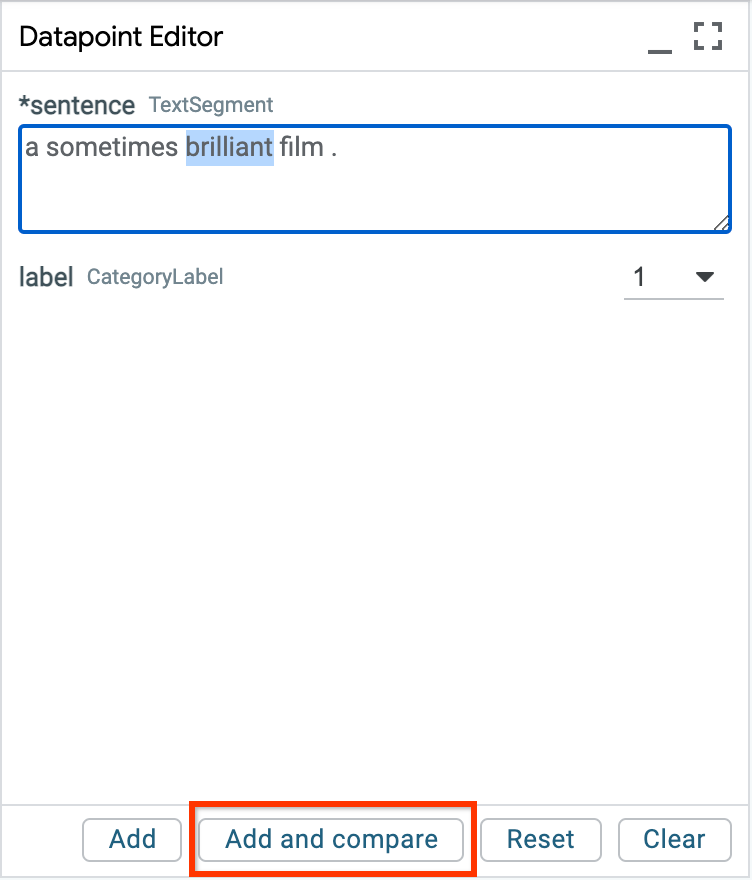 Datapoint Editor
*sentence TextSegment
a sometimes brilliant film .
label CategoryLabel 1
Add Add and compare Reset Clear